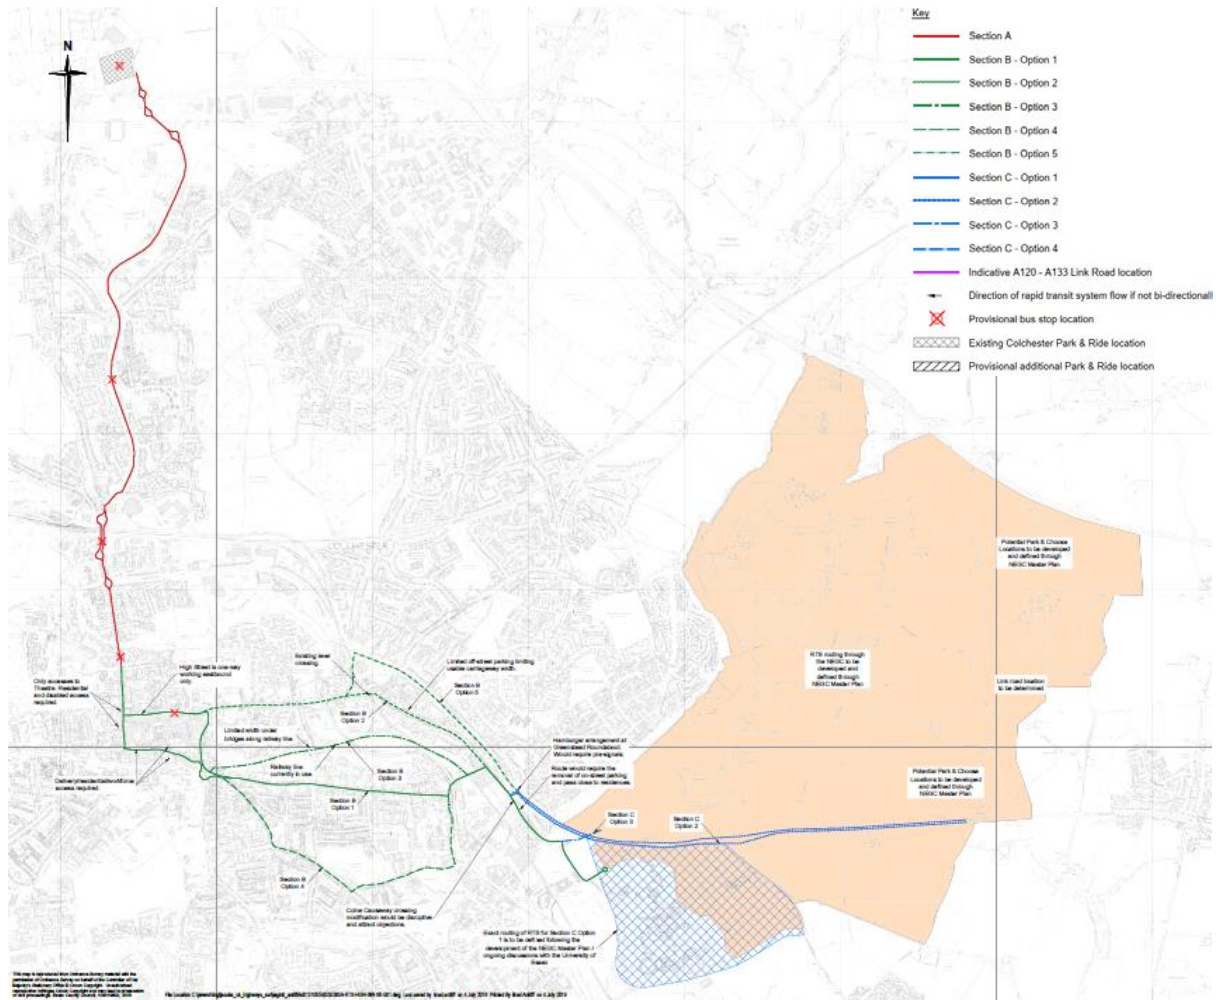 Key
Section A
Section B - Option 1
Section B - Option 2
Section B - Option 3
Section B - Option 4
Section B - Option 5
Section C - Option 1
Section C - Option 2
Section C - Option 3
Section C - Option 4
Indicative A120 - A133 Link Road location
Direction of rapid transit system flow if not bi-directional
Provisional bus stop location
Existing Colchester Park & Ride location
Provisional additional Park & Ride location
N
Potential Park & Choose
Locations to be developed
and defined through
NEGC Master Plan
RTS routing through
the NEGC to be
developed and
defined through
NEGC Master Plan
Link road location
to be determined
Potential Park & Choose
Locations to be developed
and defined through
NEGC Master Plan
Existing level
crossing.
Limited off-street parking limiting
usable carriageway width.
Section B
Option 5
High Street is one-way
working eastbound
only.
Only accesses to
Theatre. Residential
and disabled access
required.
Section B
Option 2
Limited width under
bridges along railway line.
Railway line
currently in use
Section B
Option 3
Section B
Option 1
access required.
Hamburger arrangement at
Greenstead Roundabout.
Would require pre-signals.
Route would require the
removal of on-street parking
and pass close to residences.
Section C
Option 3
Section C
Option 2
Section B
Option 4
Colne Causeway crossing
modification would be disruptive
and attract objections.
Exact routing of RTS for Section C Option
1 is to be defined following the
development of the NEGC Master Plan /
ongoing discussions with the University of
Essex